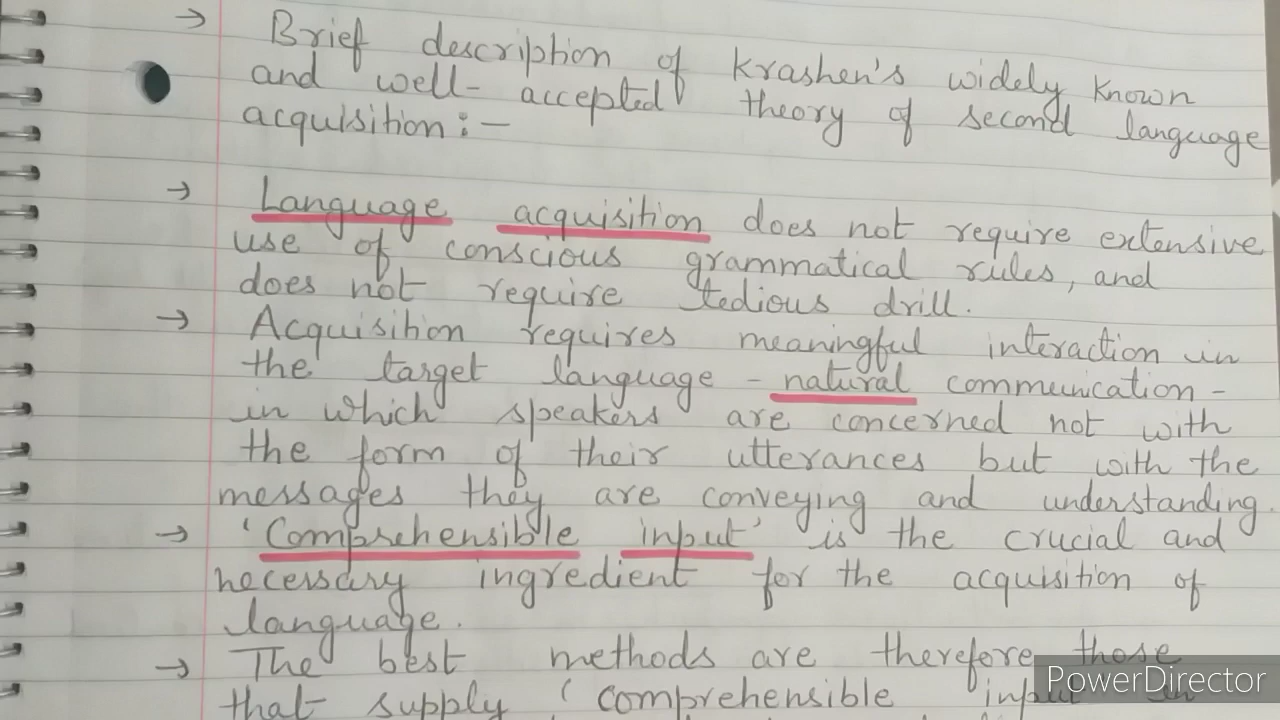 → Brief description of Krashen's widely known
and well-accepted theory of second language
acquisition:-
→ Language acquisition does not require extensive
use of conscious grammatical rules, and
does not require tedious drill.
→ Acquisition requires meaningful interaction in
the target language - natural communication -
in which speakers are concerned not with
the form of their utterances but with the
messages they are conveying and understanding.
→ 'Comprehensible input' is the crucial and
necessary ingredient for the acquisition of
language.
→ The best methods are therefore those
that supply 'comprehensible input in
PowerDirector